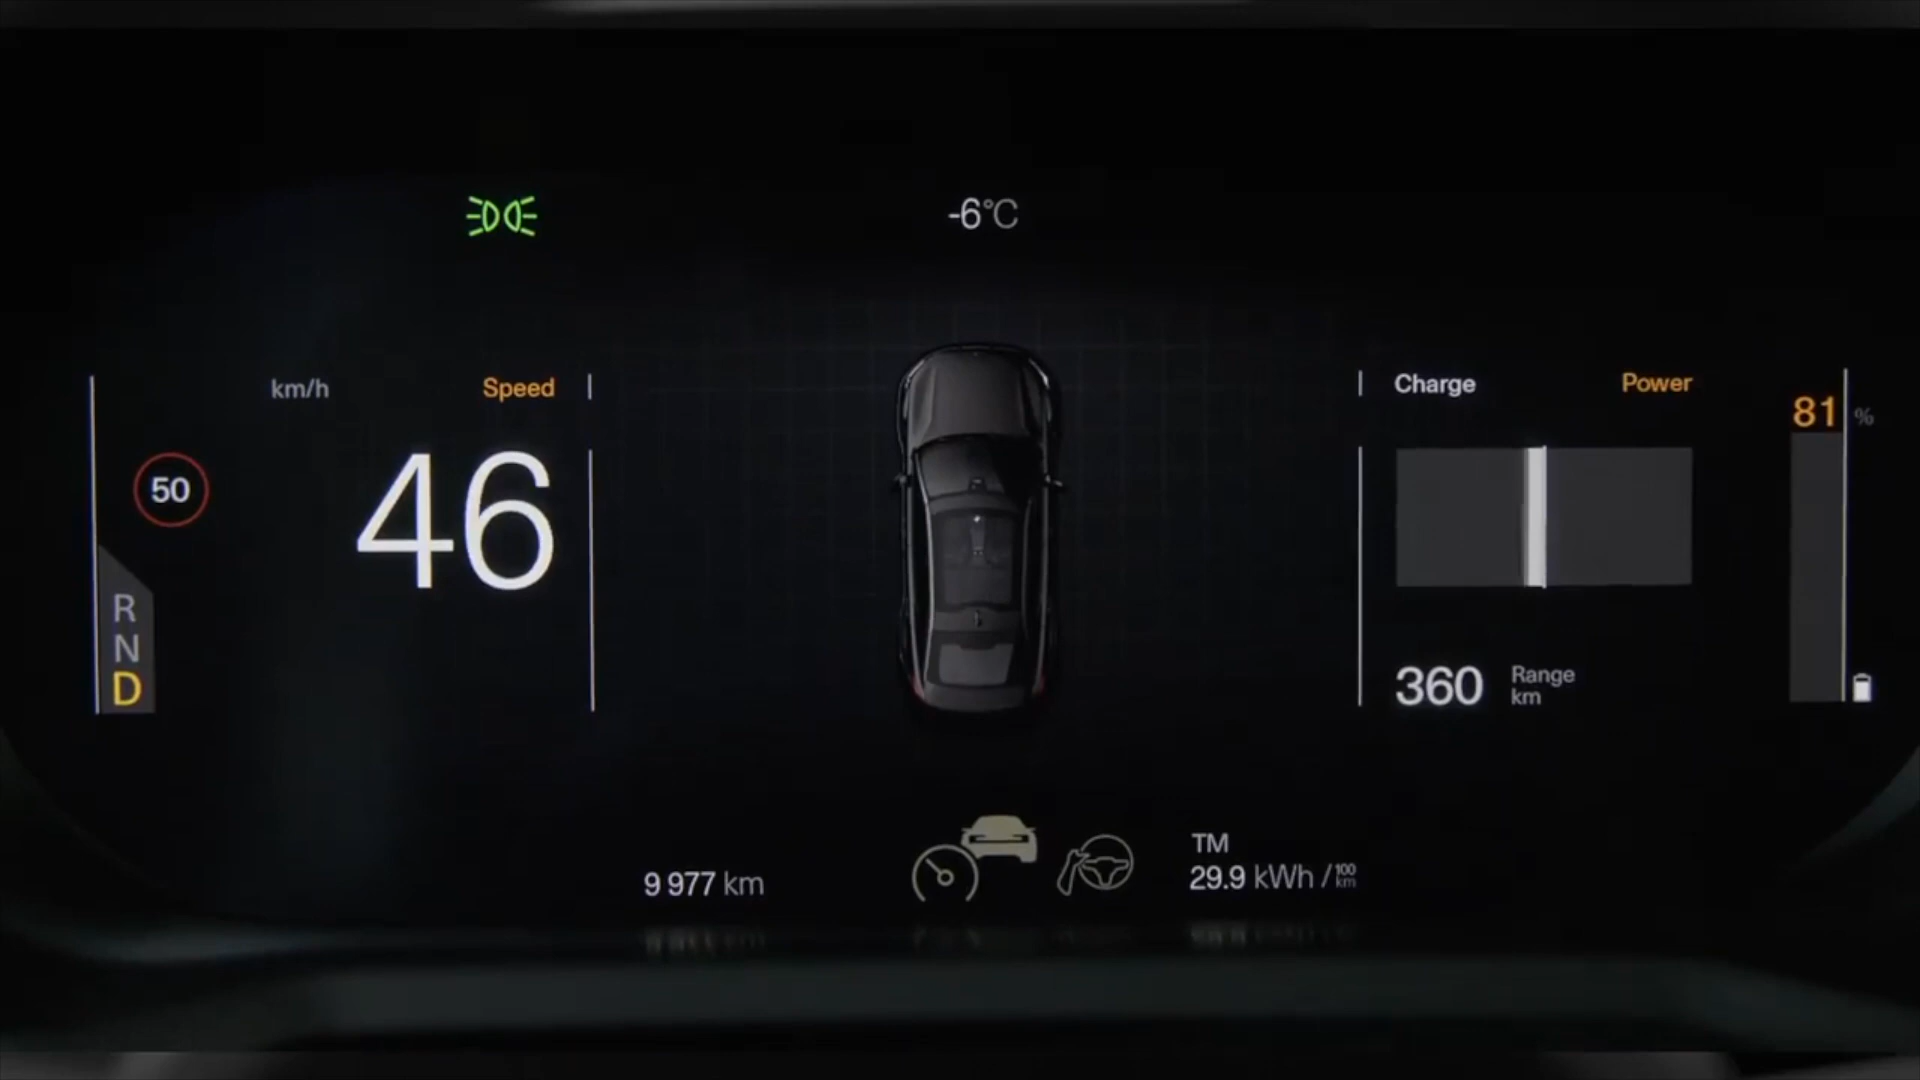 -6°C
km/h Speed
50
46
R
N
D
Charge Power
81 %
360 Range km
9 977 km
TM
29.9 kWh / 100 km